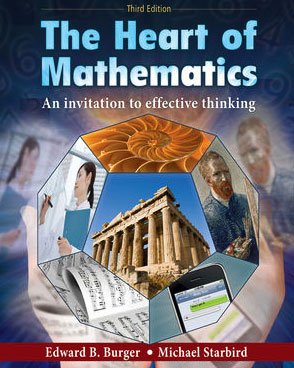 Third Edition
The Heart of
Mathematics
An invitation to effective thinking
Edward B. Burger • Michael Starbird